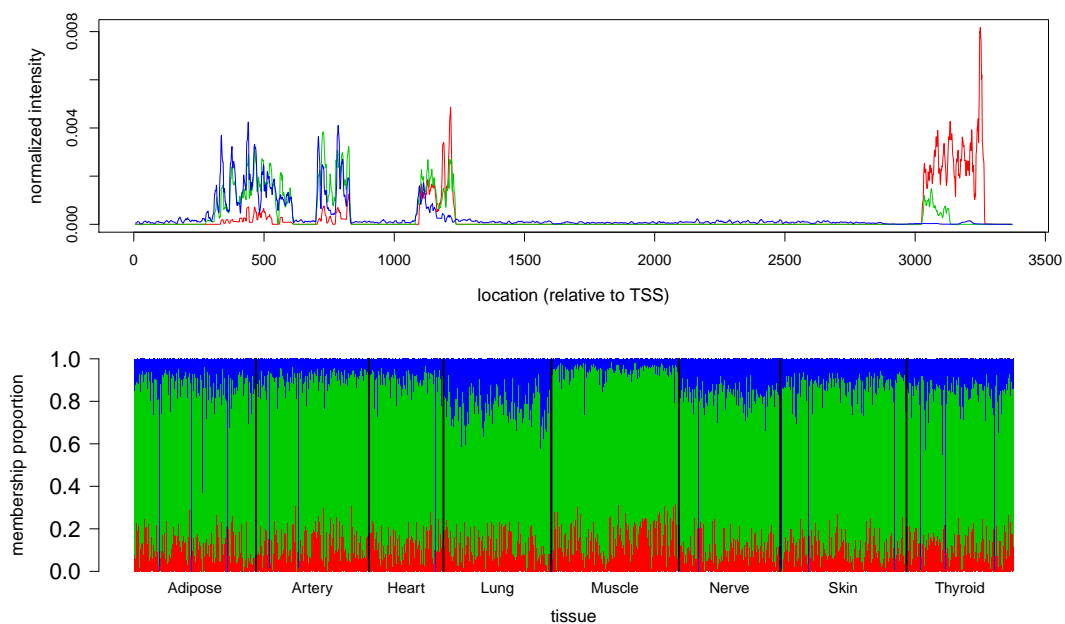 normalized intensity
0.008
0.004
0.000
0 500 1000 1500 2000 2500 3000 3500
location (relative to TSS)
membership proportion
1.0
0.8
0.6
0.4
0.2
0.0
Adipose Artery Heart Lung Muscle Nerve Skin Thyroid
tissue